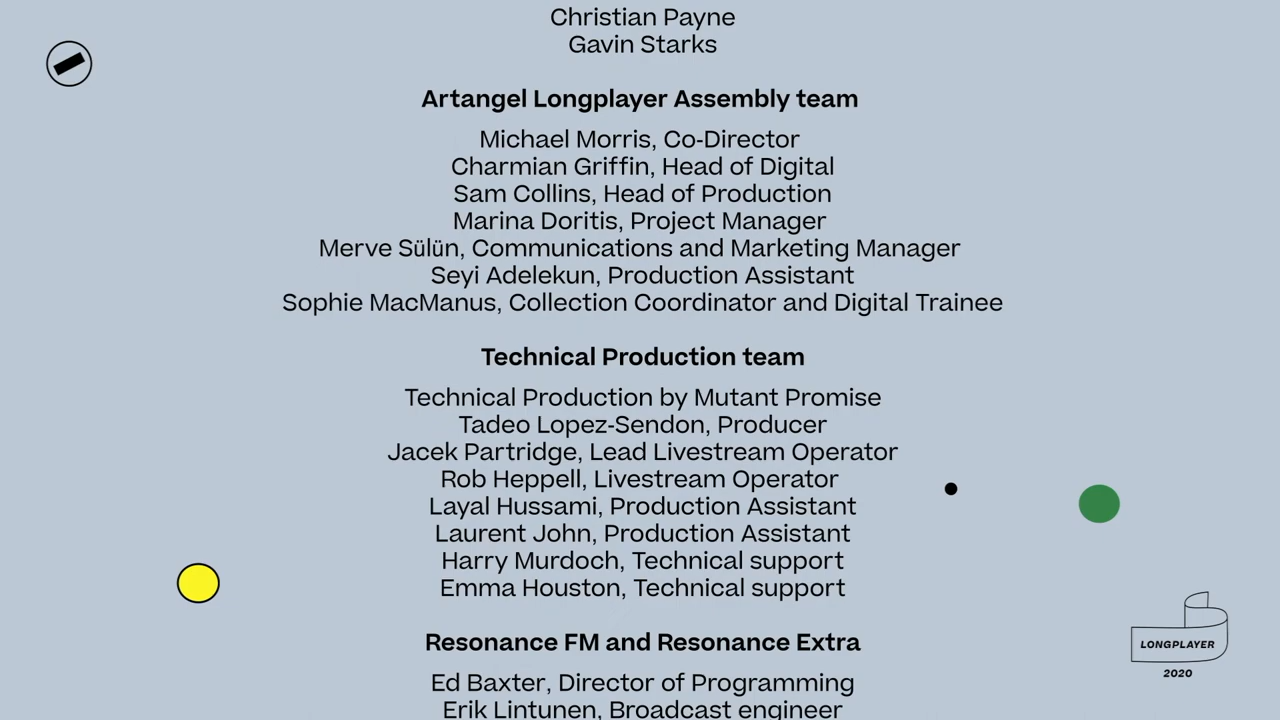 Christian Payne
Gavin Starks
Artangel Longplayer Assembly team
Michael Morris, Co-Director
Charmian Griffin, Head of Digital
Sam Collins, Head of Production
Marina Doritis, Project Manager
Merve Sülün, Communications and Marketing Manager
Seyi Adelekun, Production Assistant
Sophie MacManus, Collection Coordinator and Digital Trainee
Technical Production team
Technical Production by Mutant Promise
Tadeo Lopez-Sendon, Producer
Jacek Partridge, Lead Livestream Operator
Rob Heppell, Livestream Operator
Layal Hussami, Production Assistant
Laurent John, Production Assistant
Harry Murdoch, Technical support
Emma Houston, Technical support
Resonance FM and Resonance Extra
Ed Baxter, Director of Programming
Erik Lintunen, Broadcast engineer
LONGPLAYER
2020